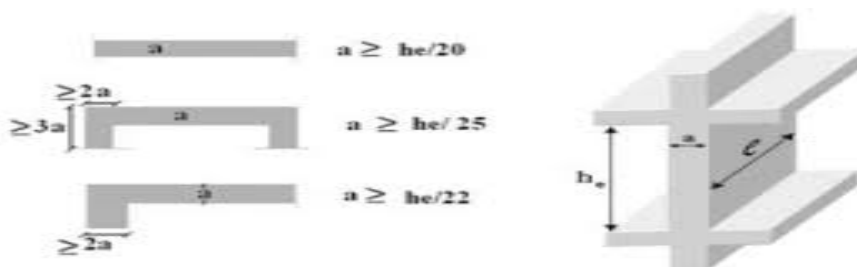 a a ≥ he/20
≥2a
≥3a a a ≥ he/25
a a ≥ he/22
≥2a
a
he
ℓ